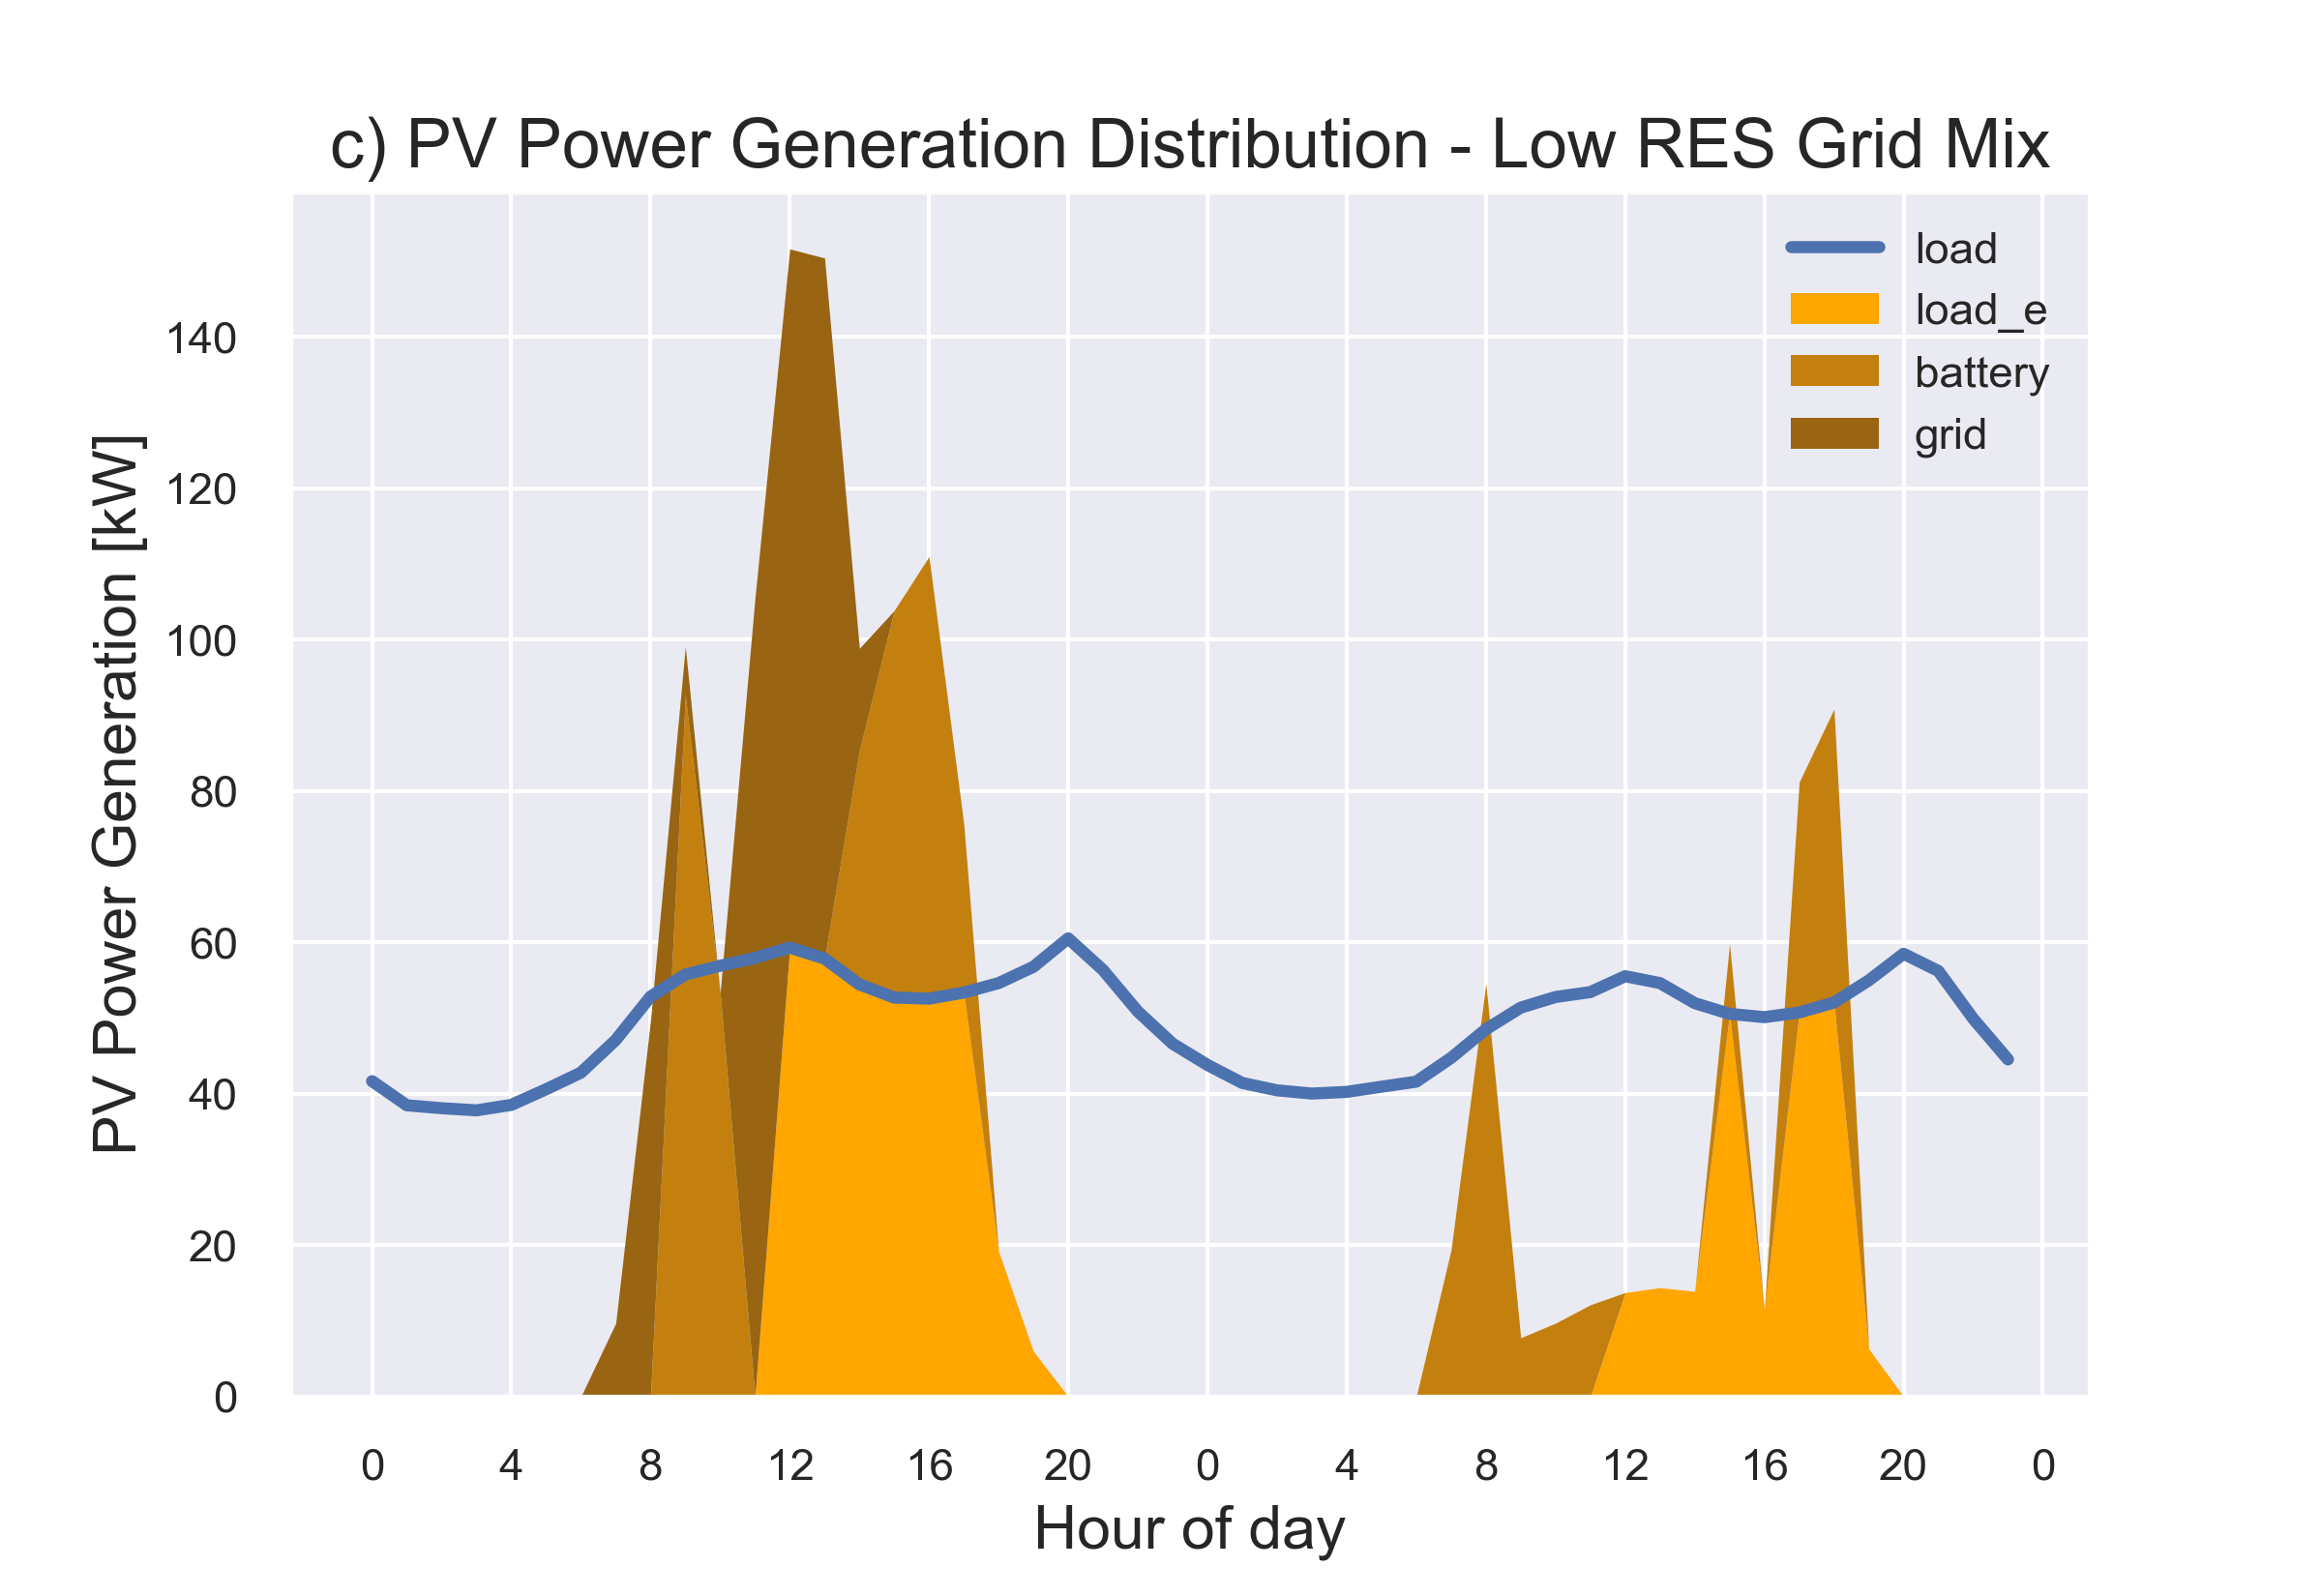 c) PV Power Generation Distribution - Low RES Grid Mix
load
load_e
battery
grid
PV Power Generation [kW]
140
120
100
80
60
40
20
0
0 4 8 12 16 20 0 4 8 12 16 20 0
Hour of day